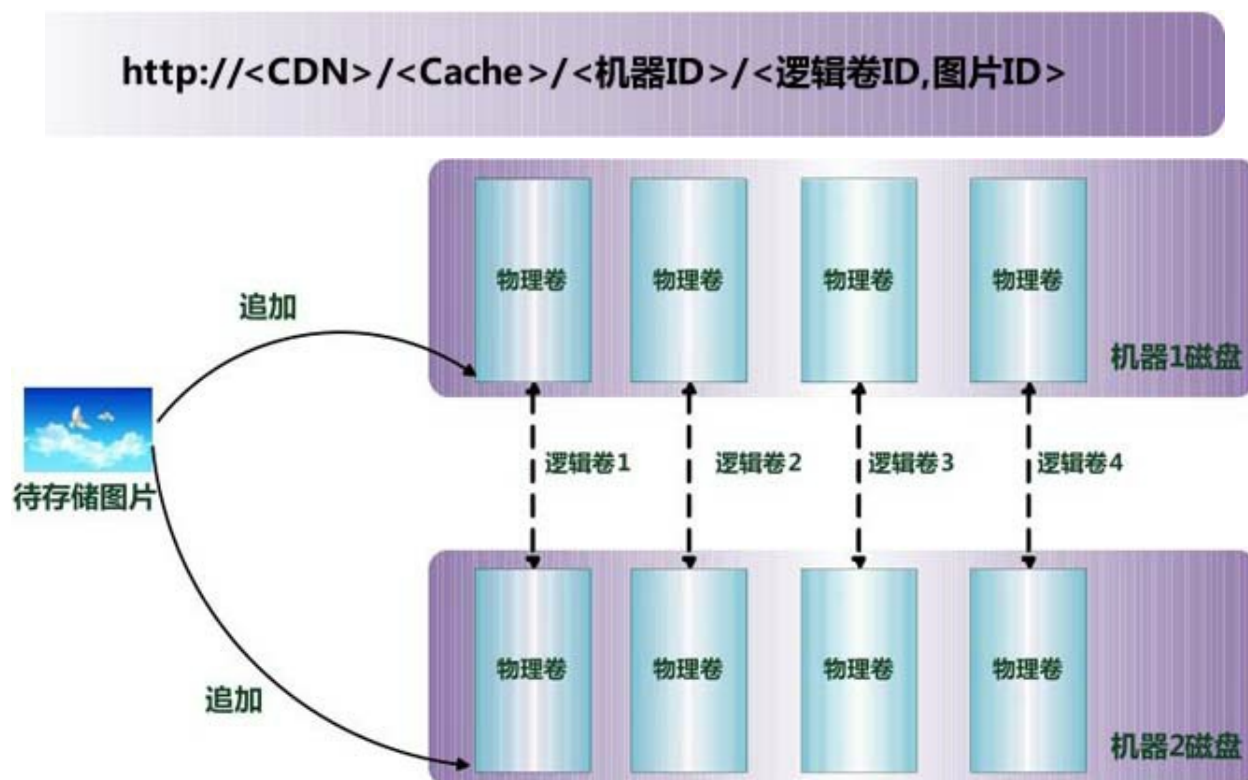 http://<CDN>/<Cache>/<机器ID>/<逻辑卷ID,图片ID>
物理卷 物理卷 物理卷 物理卷
追加
机器1磁盘
逻辑卷1 逻辑卷2 逻辑卷3 逻辑卷4
待存储图片
物理卷 物理卷 物理卷 物理卷
追加
机器2磁盘